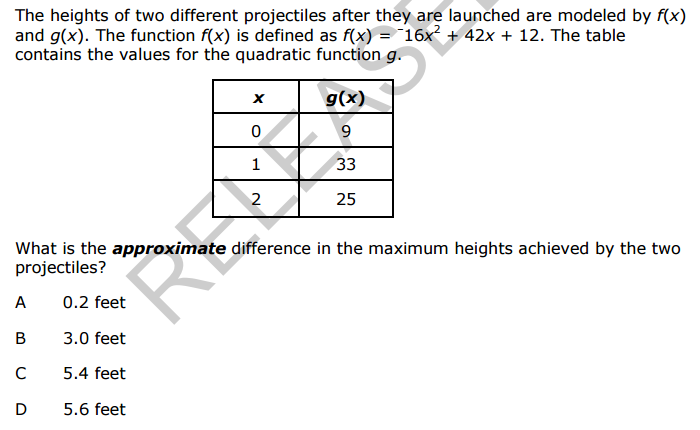 The heights of two different projectiles after they are launched are modeled by f(x)
and g(x). The function f(x) is defined as f(x) = ⁻16x² + 42x + 12. The table
contains the values for the quadratic function g.
x g(x)
0 9
1 33
2 25
What is the approximate difference in the maximum heights achieved by the two
projectiles?
A 0.2 feet
B 3.0 feet
C 5.4 feet
D 5.6 feet
RELEASE